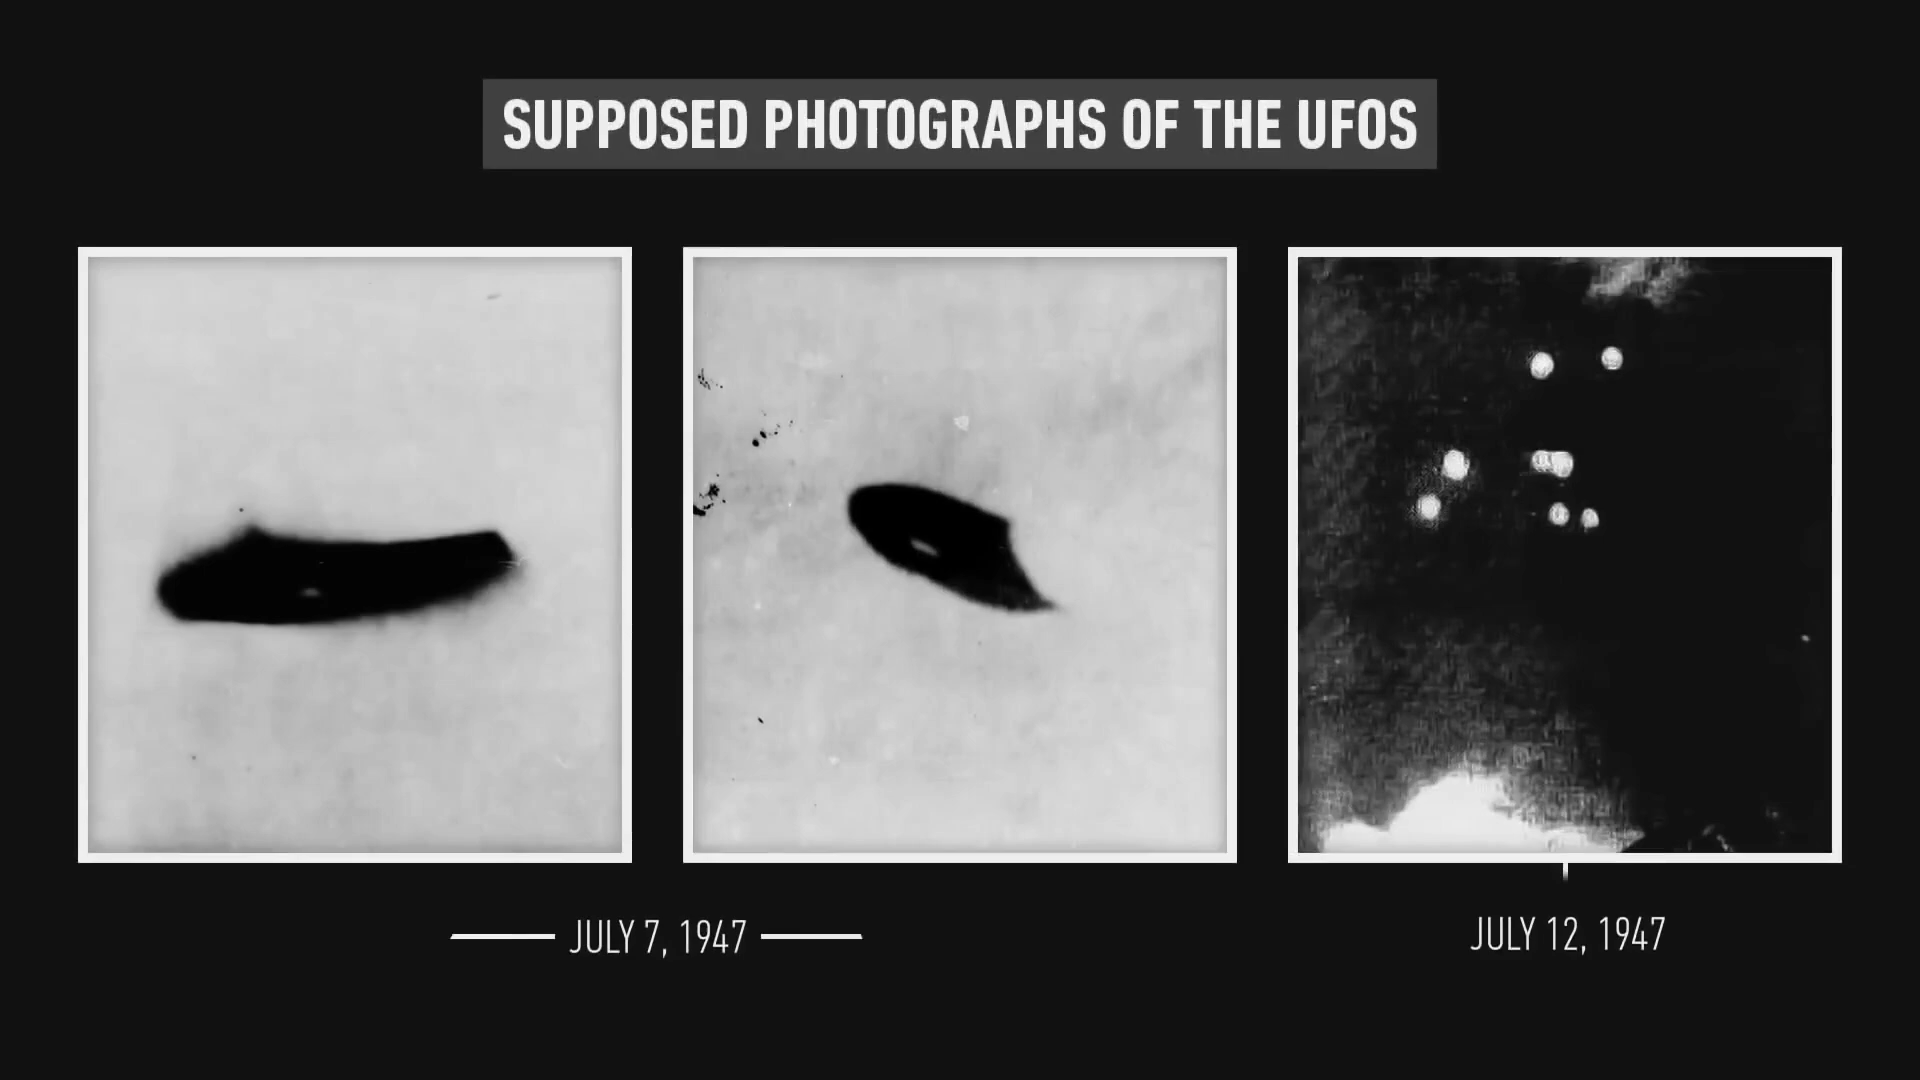 SUPPOSED PHOTOGRAPHS OF THE UFOS
JULY 7, 1947
JULY 12, 1947